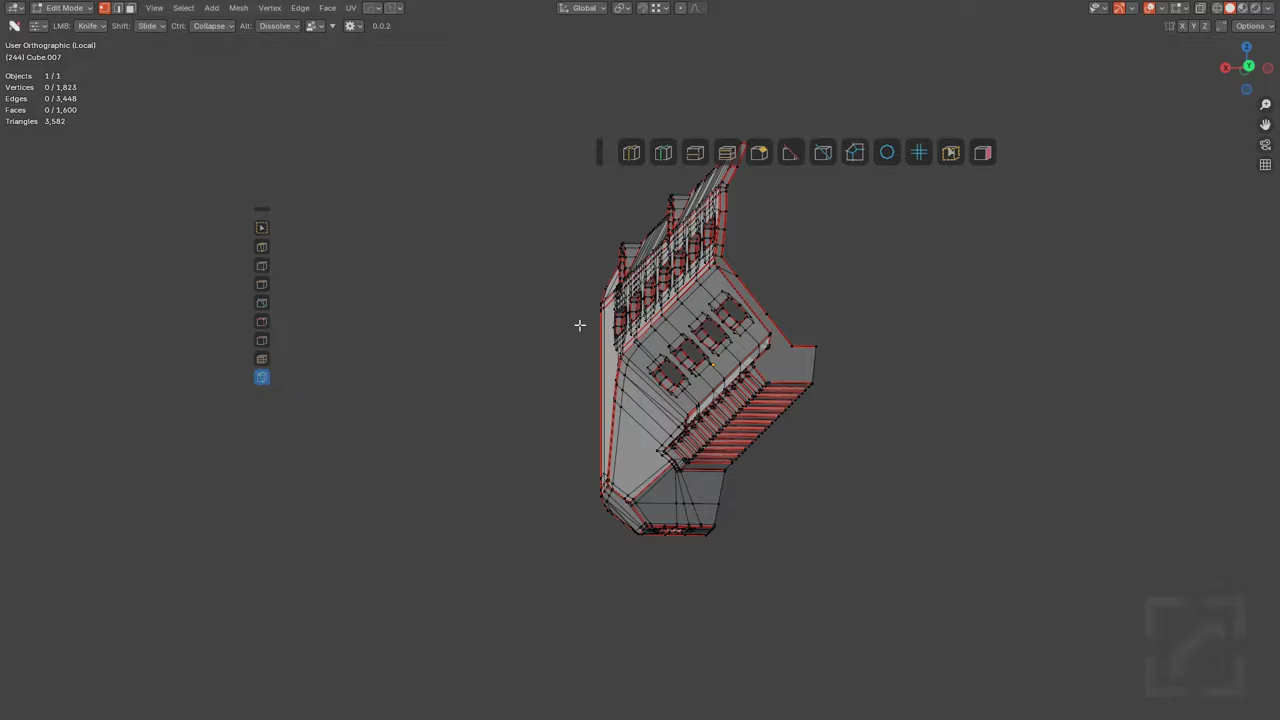 Edit Mode View Select Add Mesh Vertex Edge Face UV Global
LMB: Knife Shift: Slide Ctrl: Collapse Alt: Dissolve 0.0.2 X Y Z Options
User Orthographic (Local)
(244) Cube.007
Objects 1 / 1
Vertices 0 / 1,823
Edges 0 / 3,448
Faces 0 / 1,600
Triangles 3,582
Z
X Y